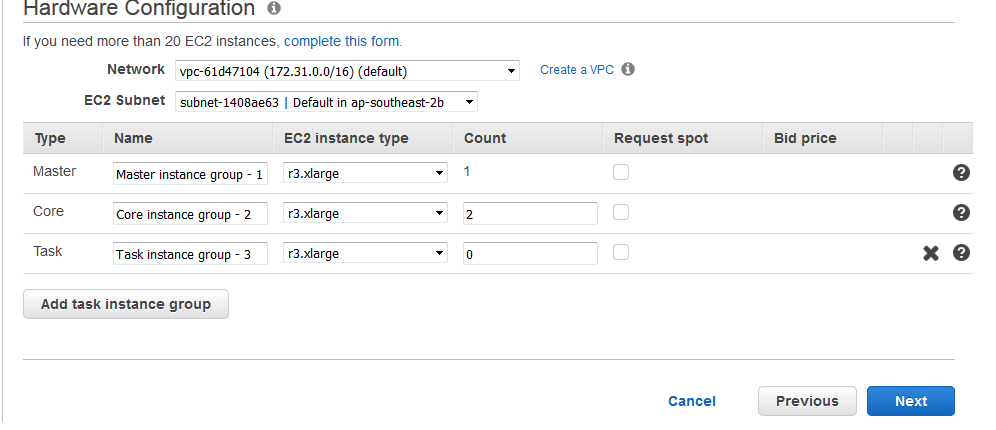 Hardware Configuration
If you need more than 20 EC2 instances, complete this form.
Network vpc-61d47104 (172.31.0.0/16) (default) Create a VPC
EC2 Subnet subnet-1408ae63 | Default in ap-southeast-2b
Type Name EC2 instance type Count Request spot Bid price
Master Master instance group - 1 r3.xlarge 1
Core Core instance group - 2 r3.xlarge 2
Task Task instance group - 3 r3.xlarge 0
Add task instance group
Cancel Previous Next